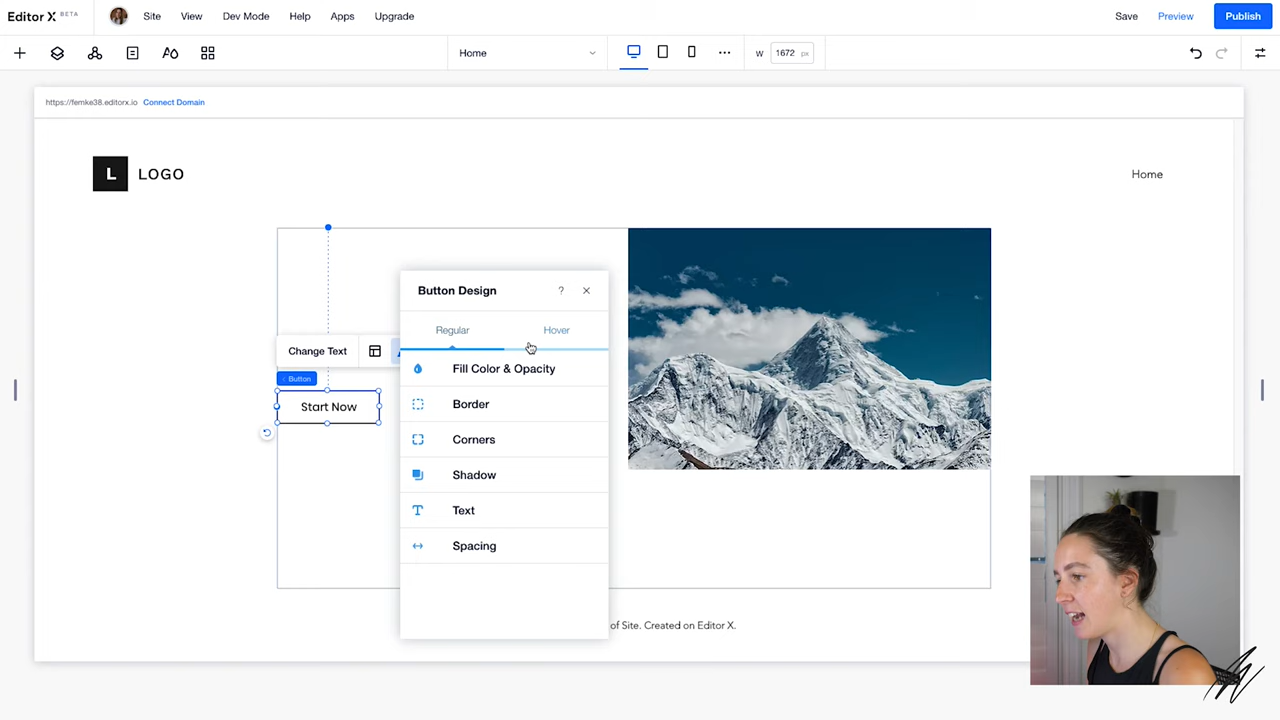 Editor X BETA Site View Dev Mode Help Apps Upgrade Save Preview Publish
Home W 1672 px
https://femke38.editorx.io Connect Domain
L LOGO Home
Button Design ?
Regular Hover
Change Text
Fill Color & Opacity
Button
Start Now
Border
Corners
Shadow
Text
Spacing
of Site. Created on Editor X.